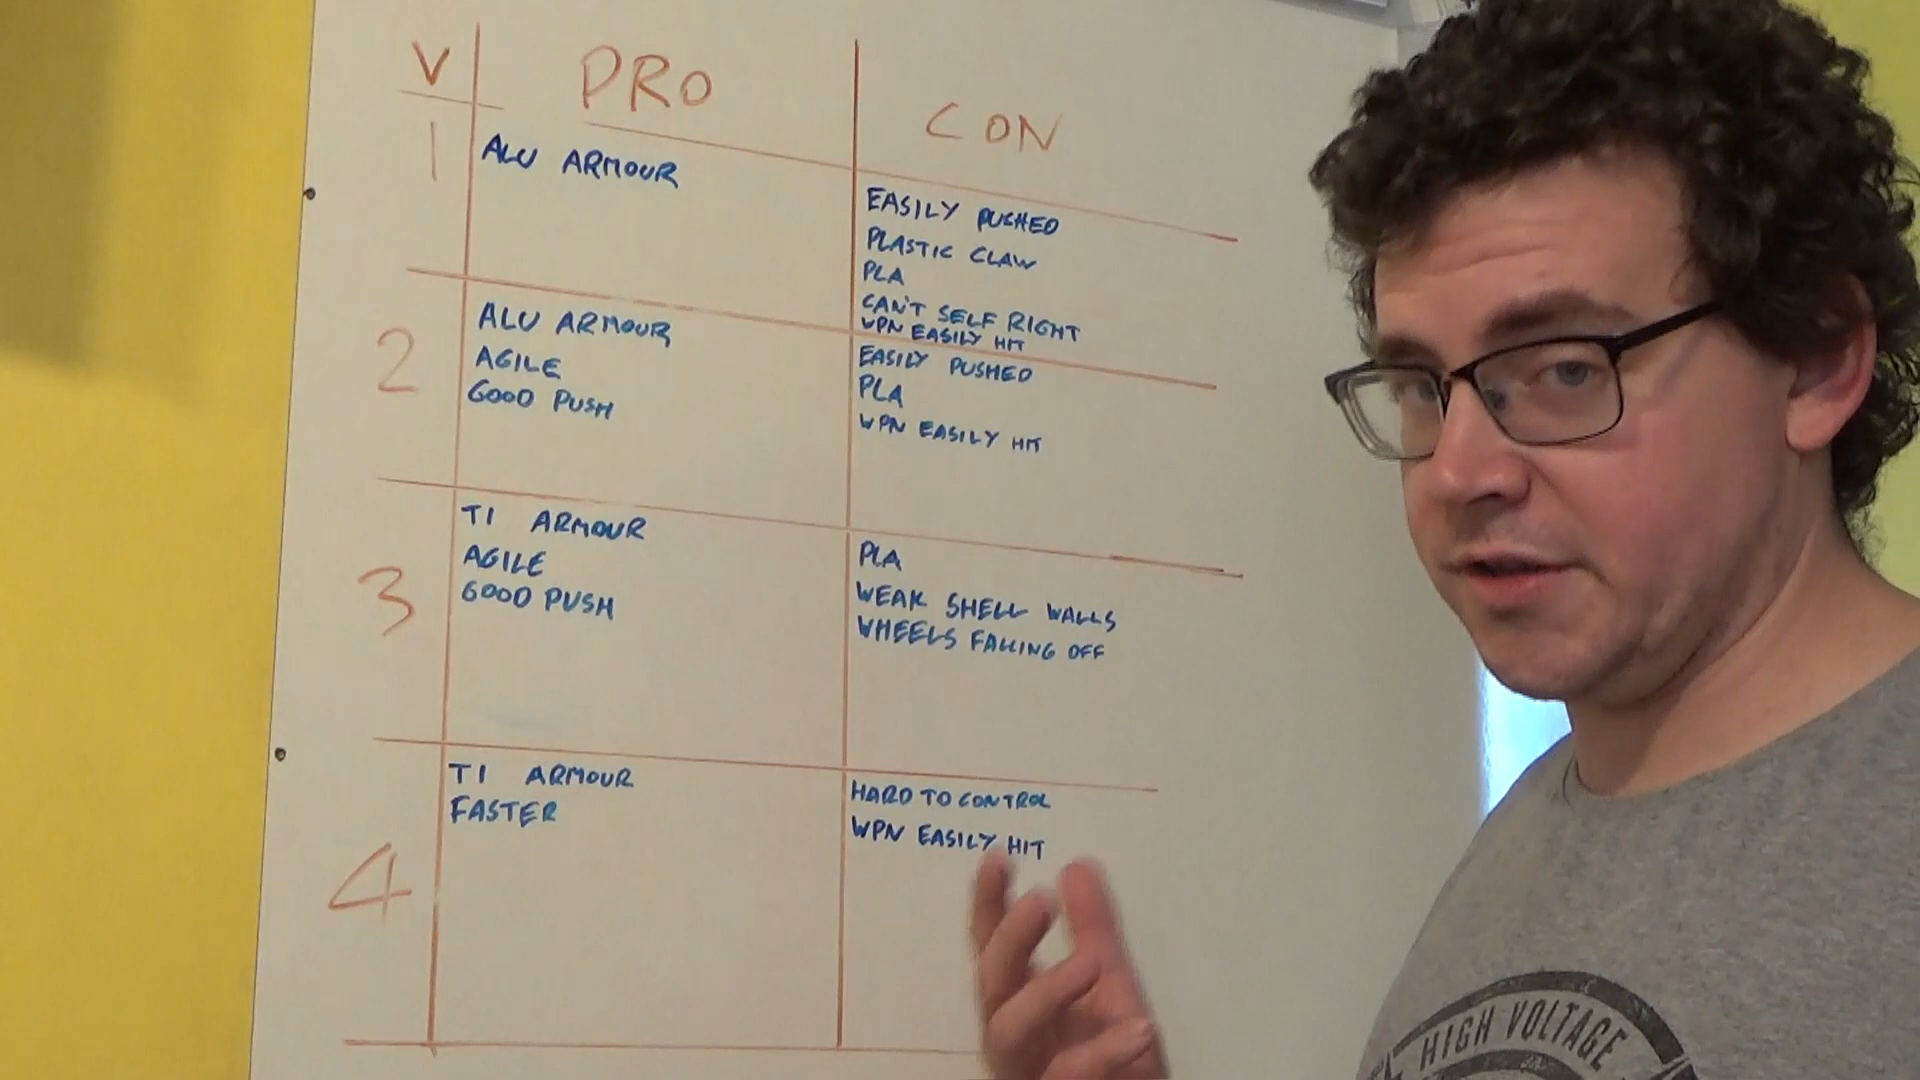 V PRO CON
1
ALU ARMOUR
EASILY PUSHED
PLASTIC CLAW
PLA
CAN'T SELF RIGHT
WPN EASILY HIT
2
ALU ARMOUR
AGILE
GOOD PUSH
EASILY PUSHED
PLA
WPN EASILY HIT
3
TI ARMOUR
AGILE
GOOD PUSH
PLA
WEAK SHELL WALLS
WHEELS FALLING OFF
4
TI ARMOUR
FASTER
HARD TO CONTROL
WPN EASILY HIT
HIGH VOLTAGE